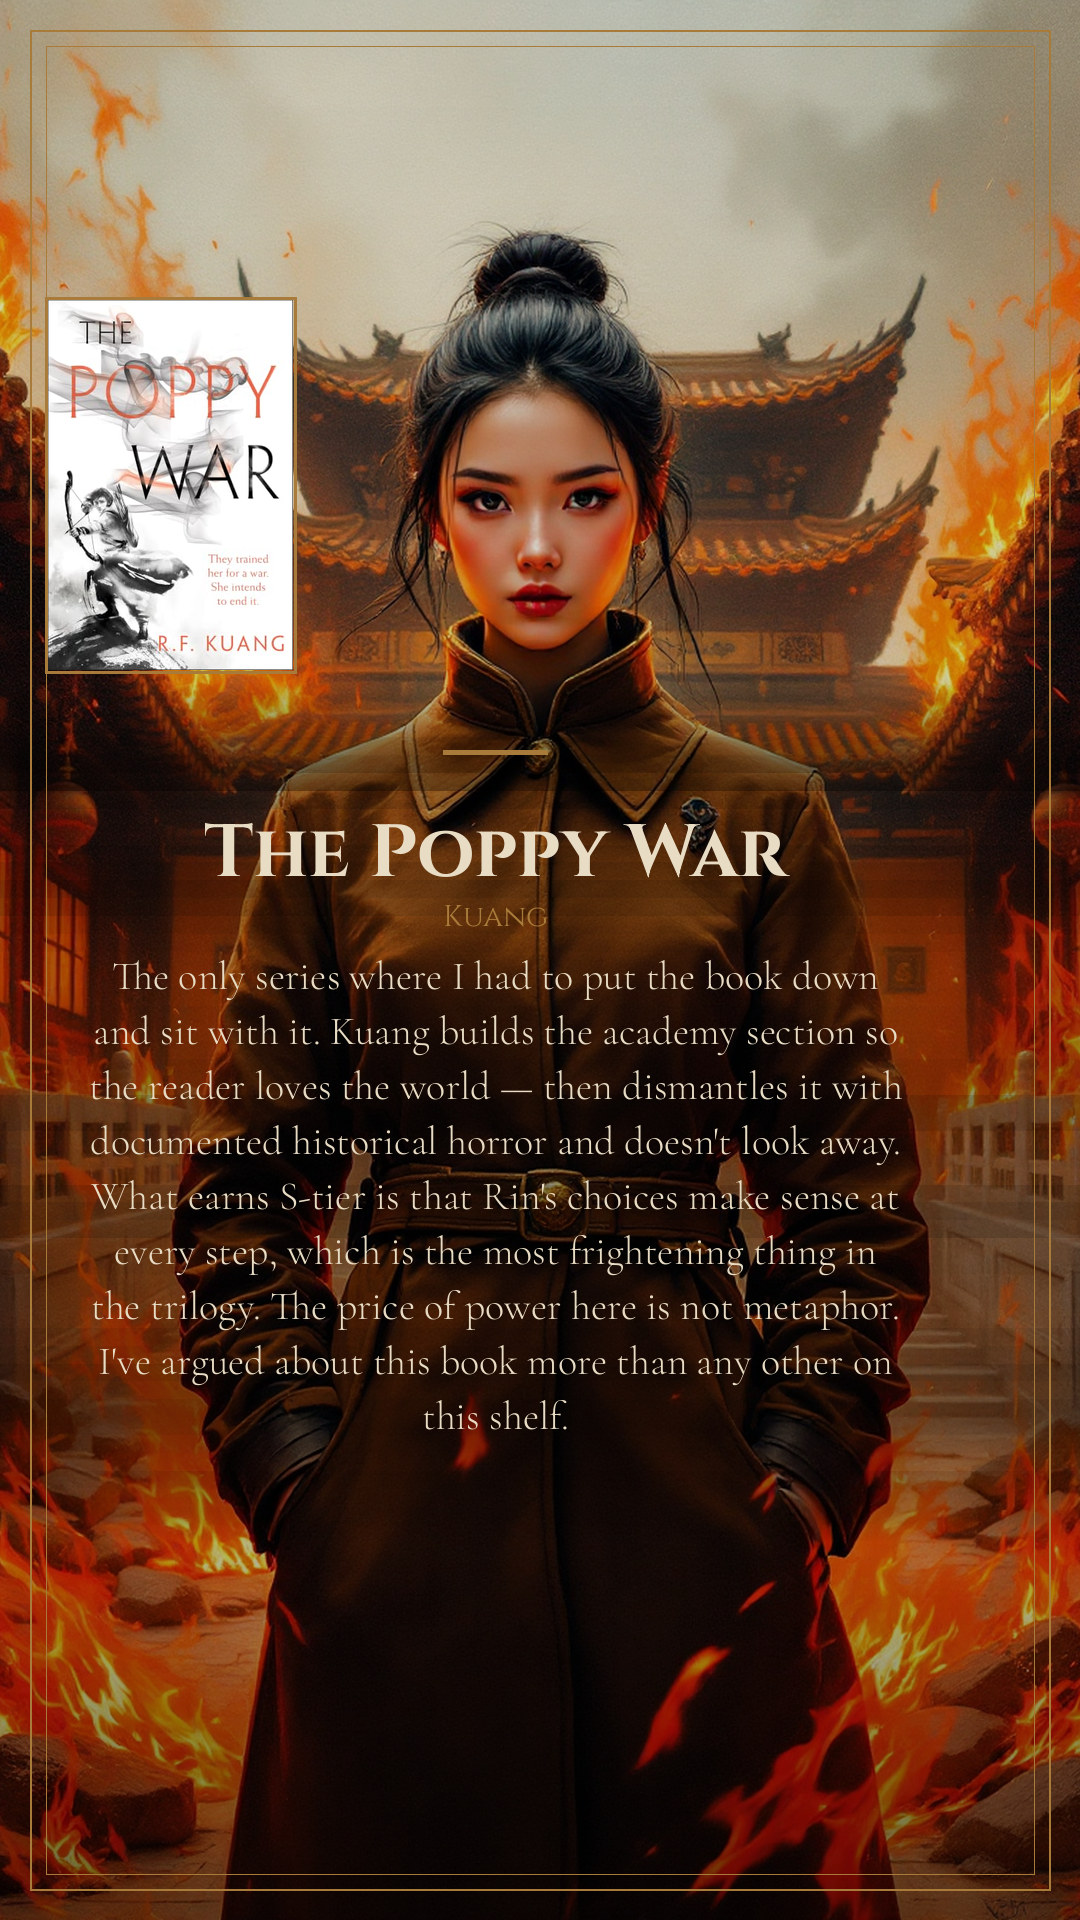 THE
POPPY
WAR
They trained
her for a war.
She intends
to end it.
R.F. KUANG
The Poppy War
Kuang
The only series where I had to put the book down
and sit with it. Kuang builds the academy section so
the reader loves the world — then dismantles it with
documented historical horror and doesn't look away.
What earns S-tier is that Rin's choices make sense at
every step, which is the most frightening thing in
the trilogy. The price of power here is not metaphor.
I've argued about this book more than any other on
this shelf.